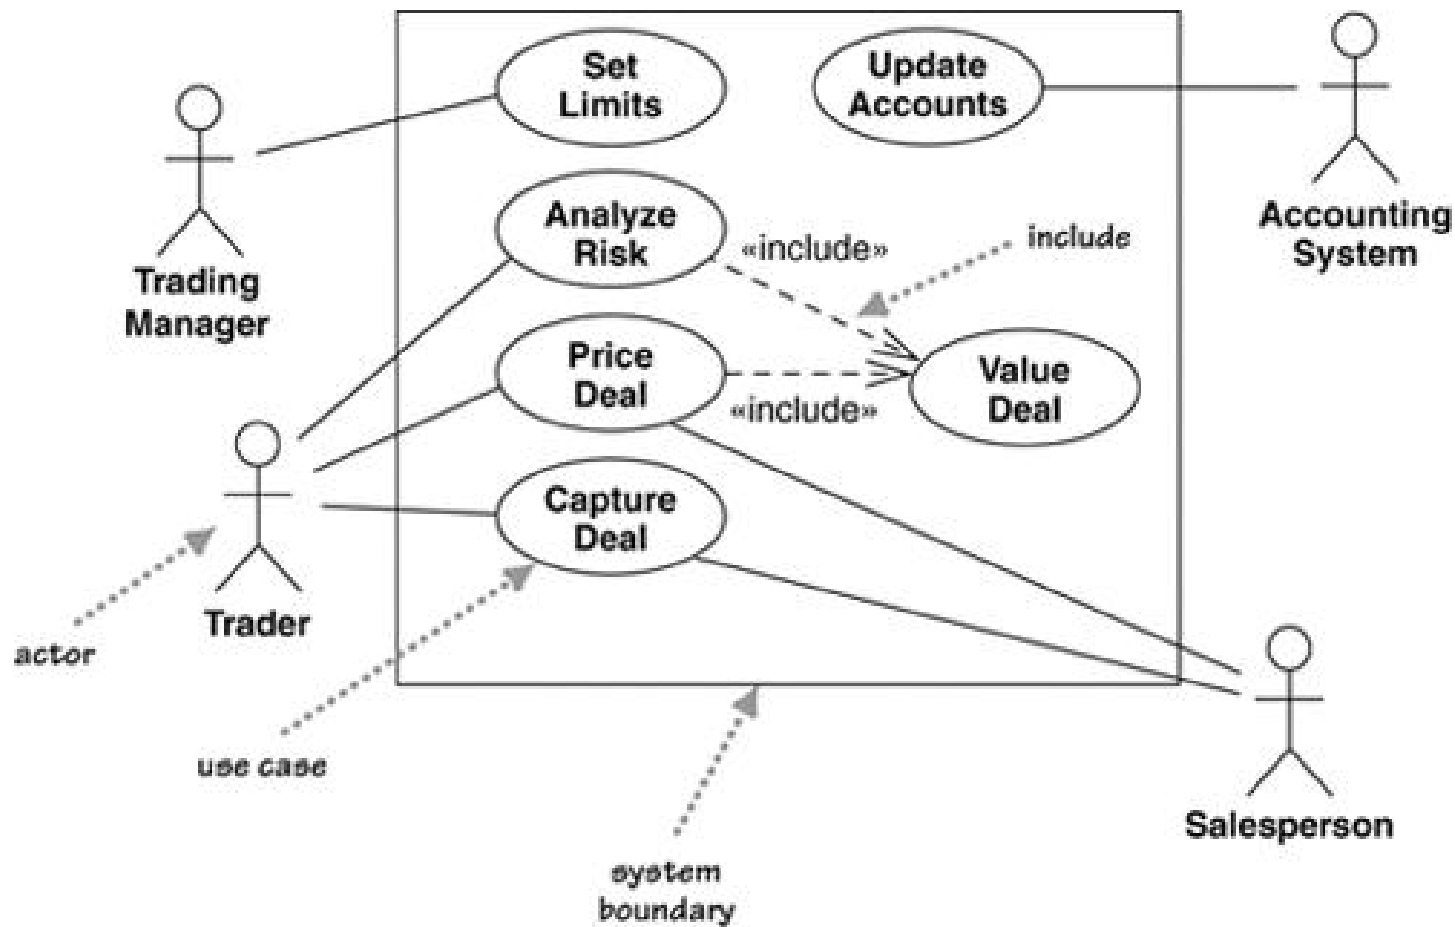 Set
Limits
Update
Accounts
Analyze
Risk
«include»
include
Accounting
System
Trading
Manager
Price
Deal
«include»
Value
Deal
Capture
Deal
Trader
actor
use case
system
boundary
Salesperson